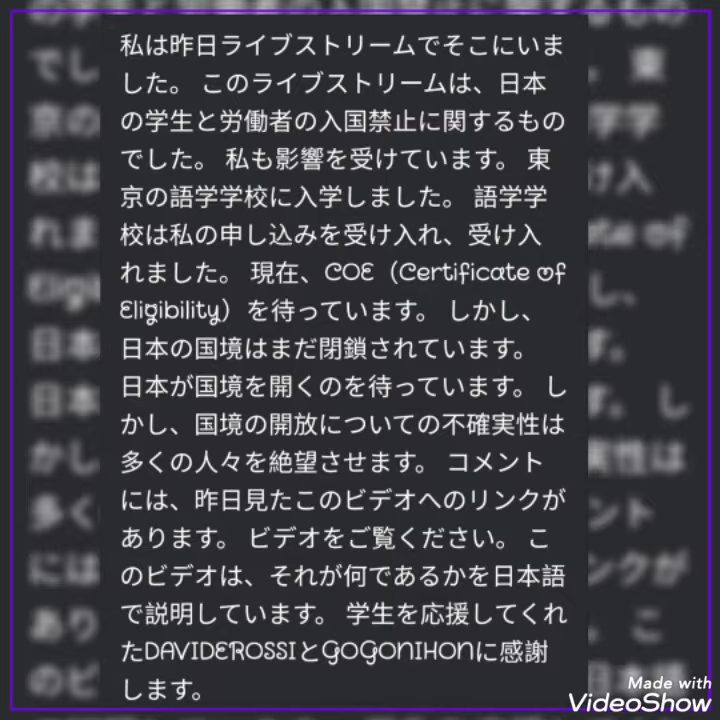 私は昨日ライブストリームでそこにいま
した。 このライブストリームは、日本
の学生と労働者の入国禁止に関するもの
でした。 私も影響を受けています。 東
京の語学学校に入学しました。 語学学
校は私の申し込みを受け入れ、受け入
れました。 現在、COE（Certificate of
Eligibility）を待っています。 しかし、
日本の国境はまだ閉鎖されています。
日本が国境を開くのを待っています。 し
かし、国境の開放についての不確実性は
多くの人々を絶望させます。 コメント
には、昨日見たこのビデオへのリンクが
あります。 ビデオをご覧ください。 こ
のビデオは、それが何であるかを日本語
で説明しています。 学生を応援してくれ
たDAVIDEROSSIとGOGONIHONに感謝
します。
Made with
VideoShow